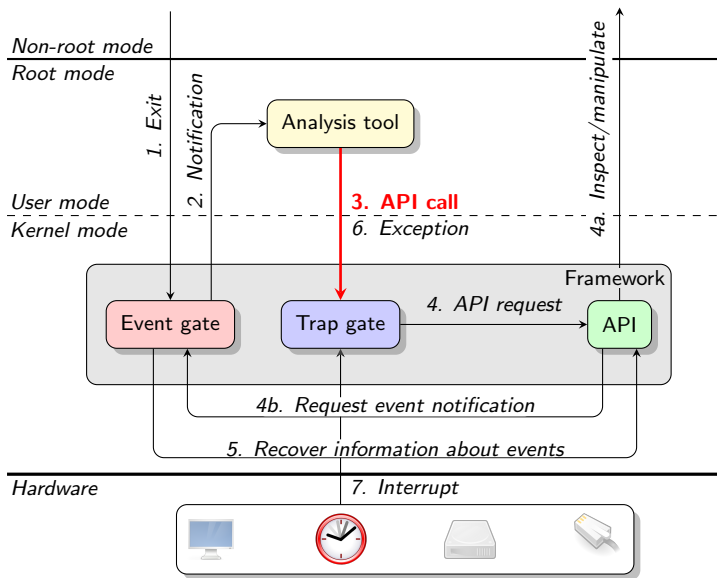 Non-root mode
Root mode
1. Exit
2. Notification
Analysis tool
4a. Inspect/manipulate
3. API call
User mode
Kernel mode
6. Exception
Framework
Event gate
Trap gate
4. API request
API
4b. Request event notification
5. Recover information about events
Hardware
7. Interrupt